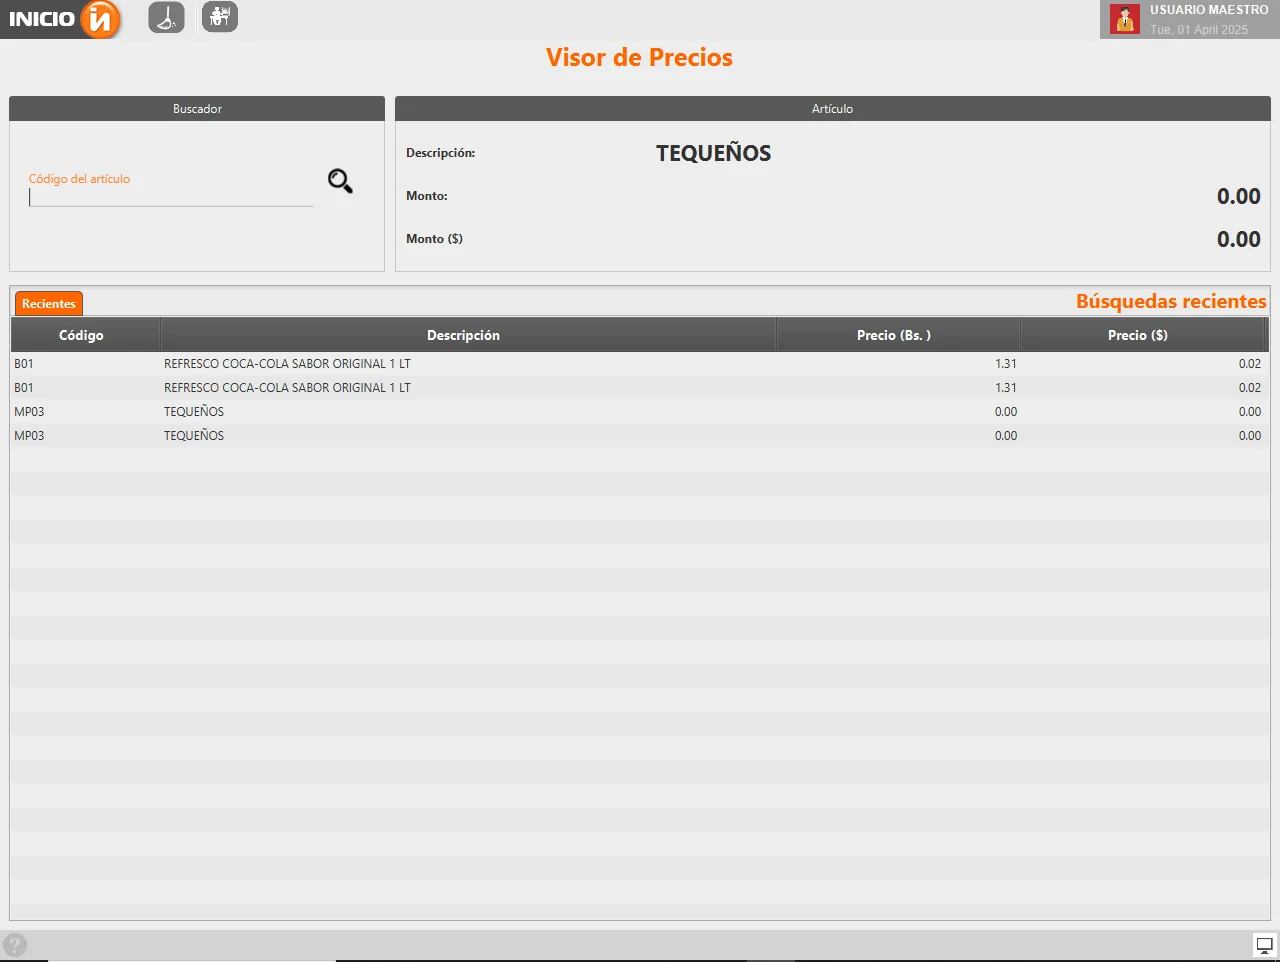 INICIO
USUARIO MAESTRO
Tue, 01 April 2025
Visor de Precios
Buscador
Código del artículo
Artículo
Descripción: TEQUEÑOS
Monto: 0.00
Monto ($) 0.00
Recientes
Búsquedas recientes
Código Descripción Precio (Bs. ) Precio ($)
B01 REFRESCO COCA-COLA SABOR ORIGINAL 1 LT 1.31 0.02
B01 REFRESCO COCA-COLA SABOR ORIGINAL 1 LT 1.31 0.02
MP03 TEQUEÑOS 0.00 0.00
MP03 TEQUEÑOS 0.00 0.00
?